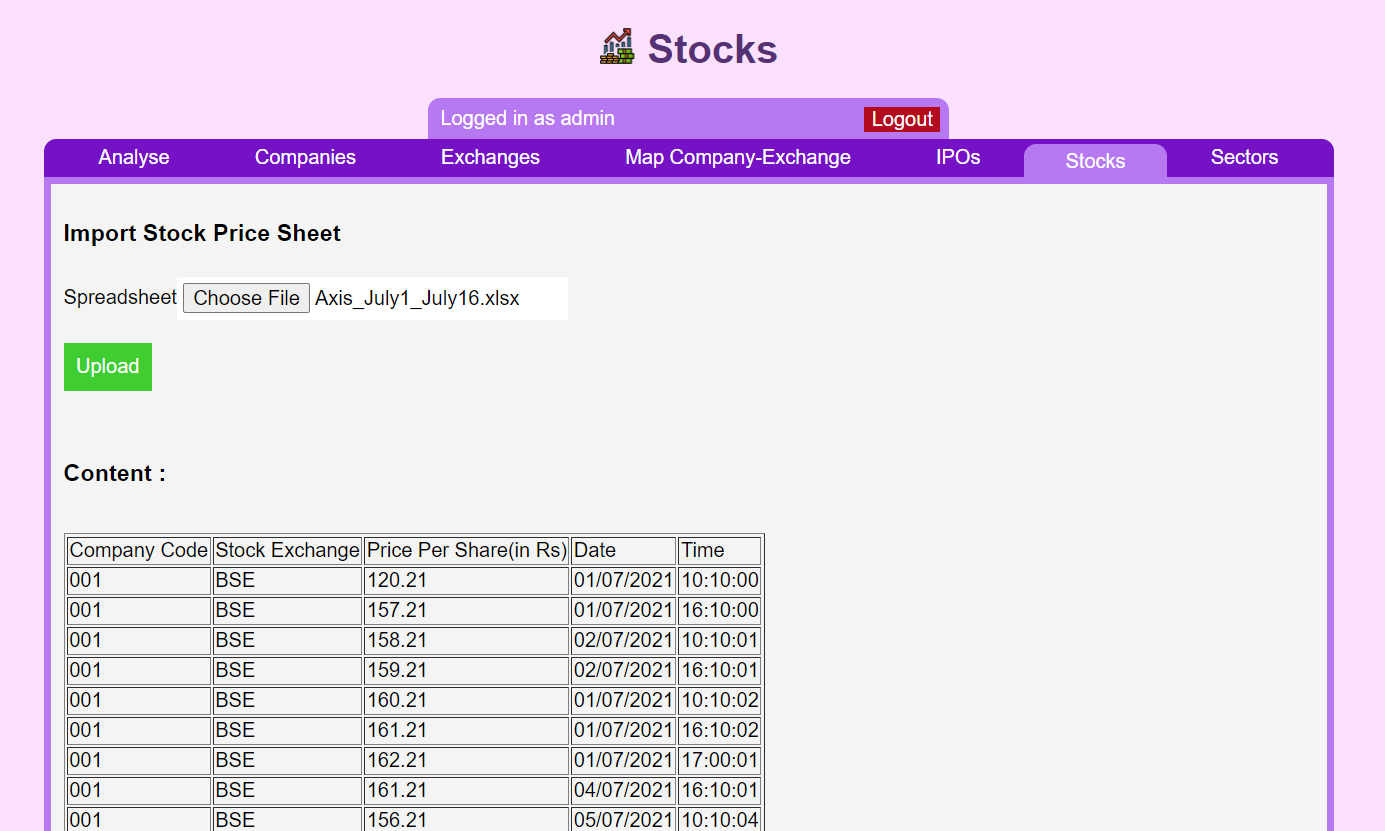 Stocks
Logged in as admin Logout
Analyse Companies Exchanges Map Company-Exchange IPOs Stocks Sectors
Import Stock Price Sheet
Spreadsheet Choose File Axis_July1_July16.xlsx
Upload
Content :
Company Code Stock Exchange Price Per Share(in Rs) Date Time
001 BSE 120.21 01/07/2021 10:10:00
001 BSE 157.21 01/07/2021 16:10:00
001 BSE 158.21 02/07/2021 10:10:01
001 BSE 159.21 02/07/2021 16:10:01
001 BSE 160.21 01/07/2021 10:10:02
001 BSE 161.21 01/07/2021 16:10:02
001 BSE 162.21 01/07/2021 17:00:01
001 BSE 161.21 04/07/2021 16:10:01
001 BSE 156.21 05/07/2021 10:10:04